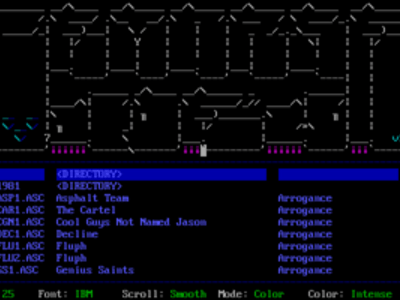 <DIRECTORY>
1981 <DIRECTORY>
ASP1.ASC Asphalt Team Arrogance
CAR1.ASC The Cartel Arrogance
CGN1.ASC Cool Guys Not Named Jason Arrogance
DEC1.ASC Decline Arrogance
FLU1.ASC Fluph Arrogance
FLU2.ASC Fluph Arrogance
GS1.ASC Genius Saints Arrogance
25 Font: IBM Scroll: Smooth Mode: Color Color: Intense